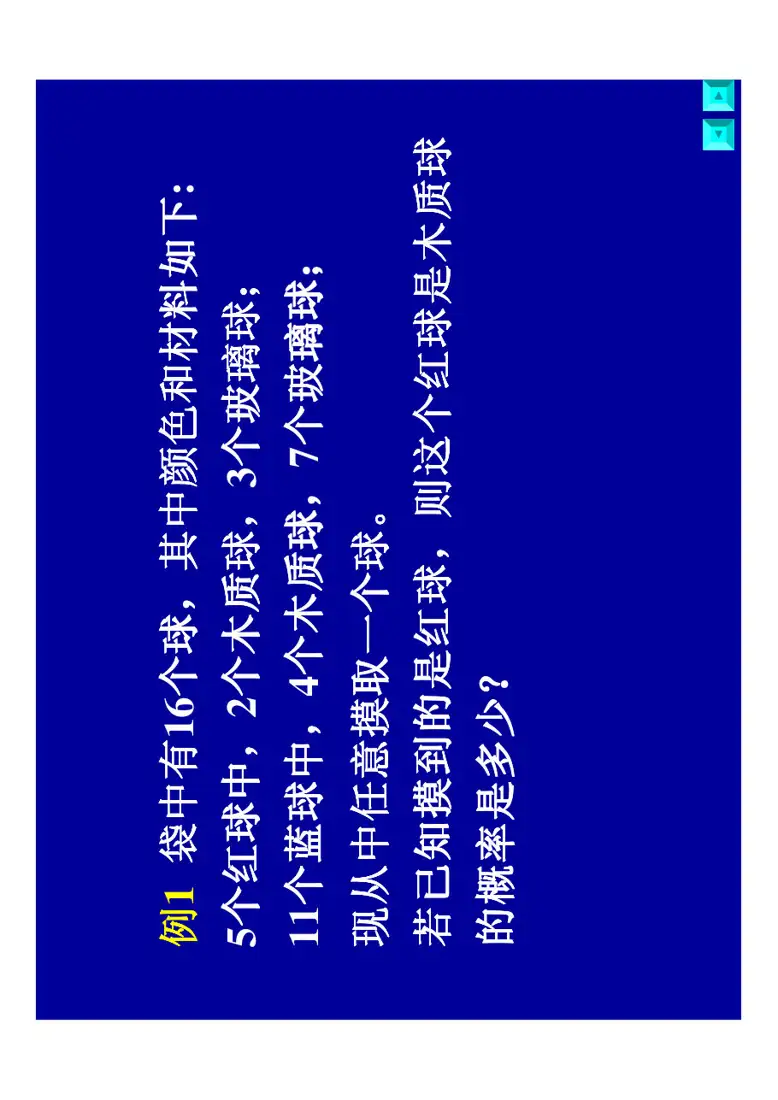 例1 袋中有16个球，其中颜色和材料如下：
5个红球中，2个木质球，3个玻璃球；
11个蓝球中，4个木质球，7个玻璃球；
现从中任意摸取一个球。
若已知摸到的是红球，则这个红球是木质球
的概率是多少？